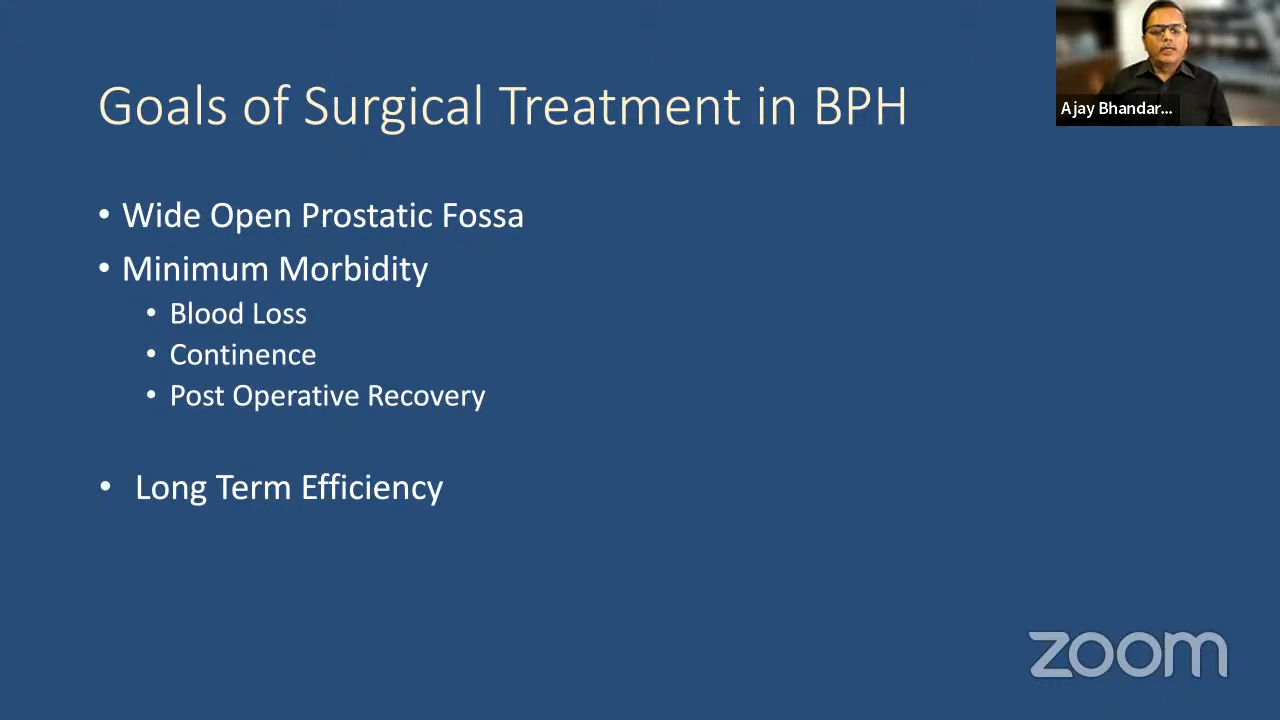 Goals of Surgical Treatment in BPH
Ajay Bhandar...
• Wide Open Prostatic Fossa
• Minimum Morbidity
• Blood Loss
• Continence
• Post Operative Recovery
• Long Term Efficiency
zoom